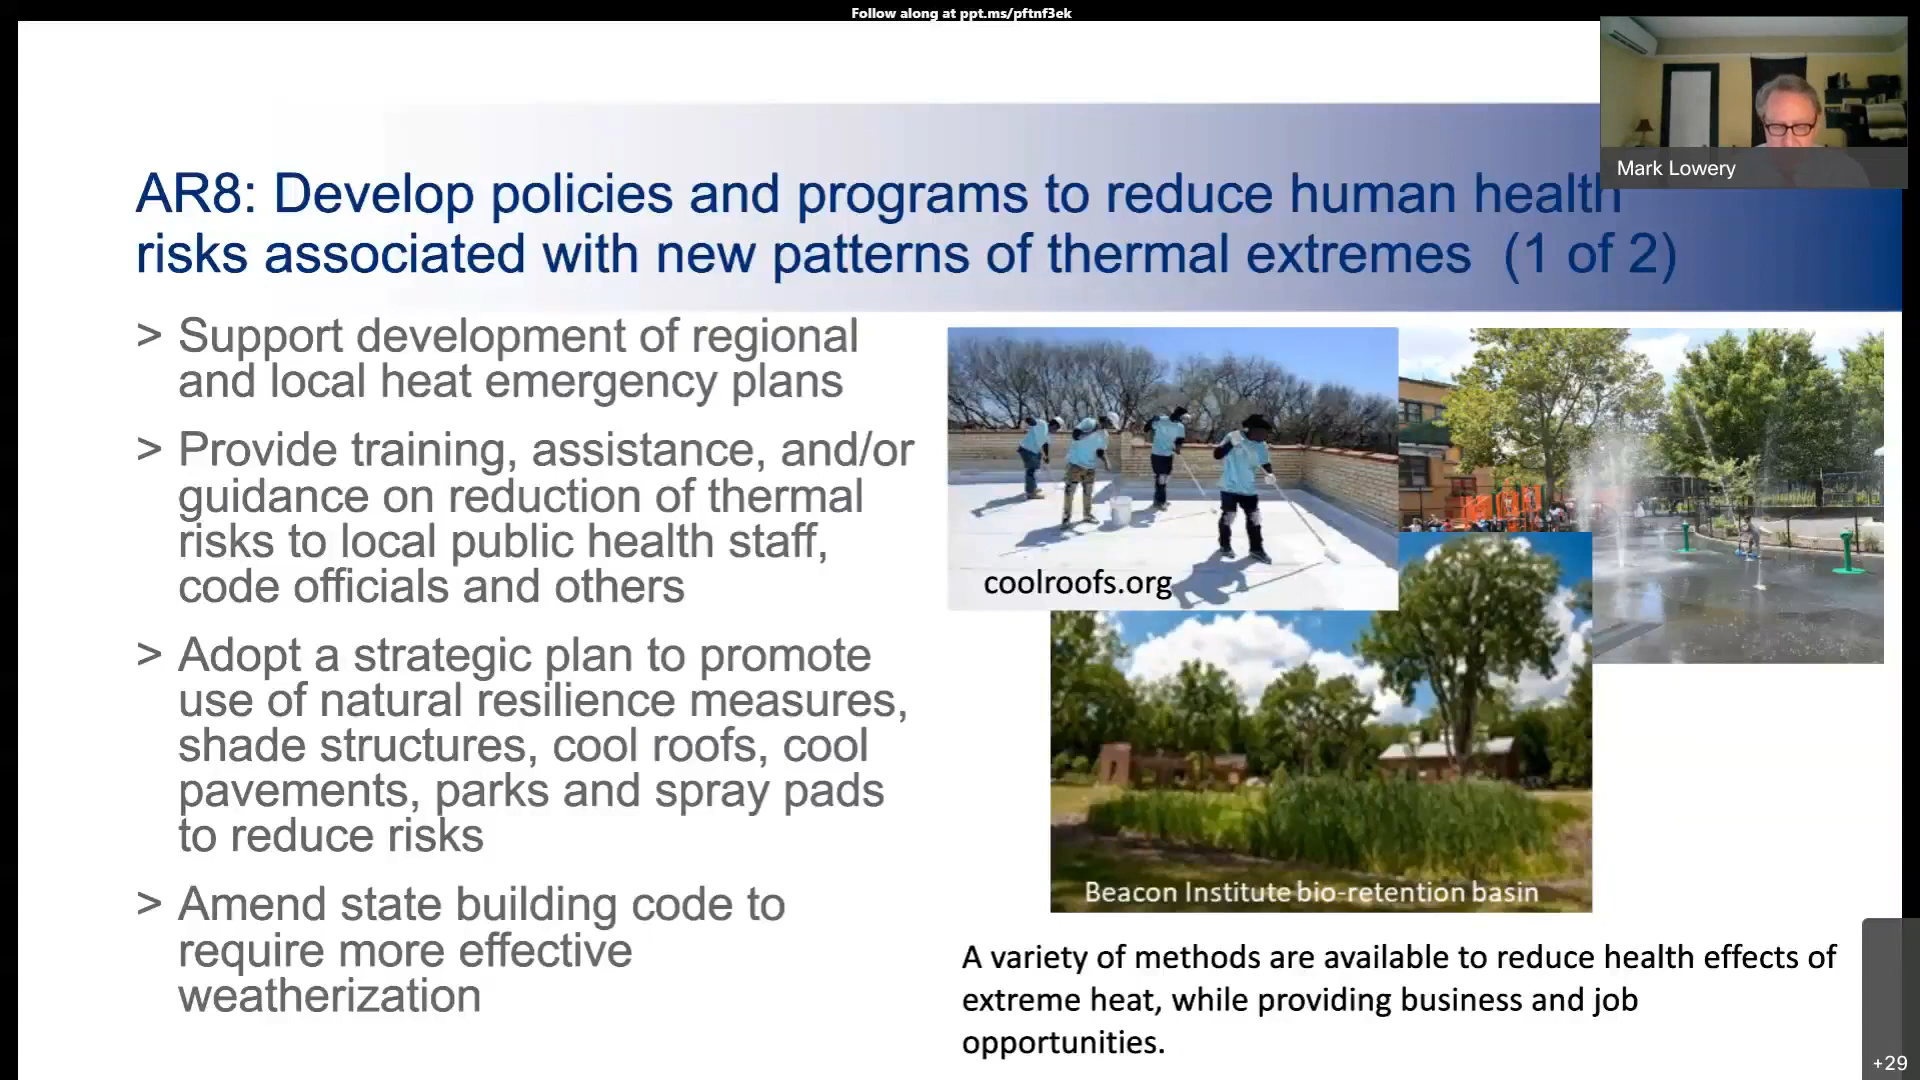 Follow along at ppt.ms/pftnf3ek
Mark Lowery
AR8: Develop policies and programs to reduce human health
risks associated with new patterns of thermal extremes (1 of 2)
> Support development of regional
and local heat emergency plans
> Provide training, assistance, and/or
guidance on reduction of thermal
risks to local public health staff,
code officials and others
> Adopt a strategic plan to promote
use of natural resilience measures,
shade structures, cool roofs, cool
pavements, parks and spray pads
to reduce risks
> Amend state building code to
require more effective
weatherization
coolroofs.org
Beacon Institute bio-retention basin
A variety of methods are available to reduce health effects of
extreme heat, while providing business and job
opportunities.
+29